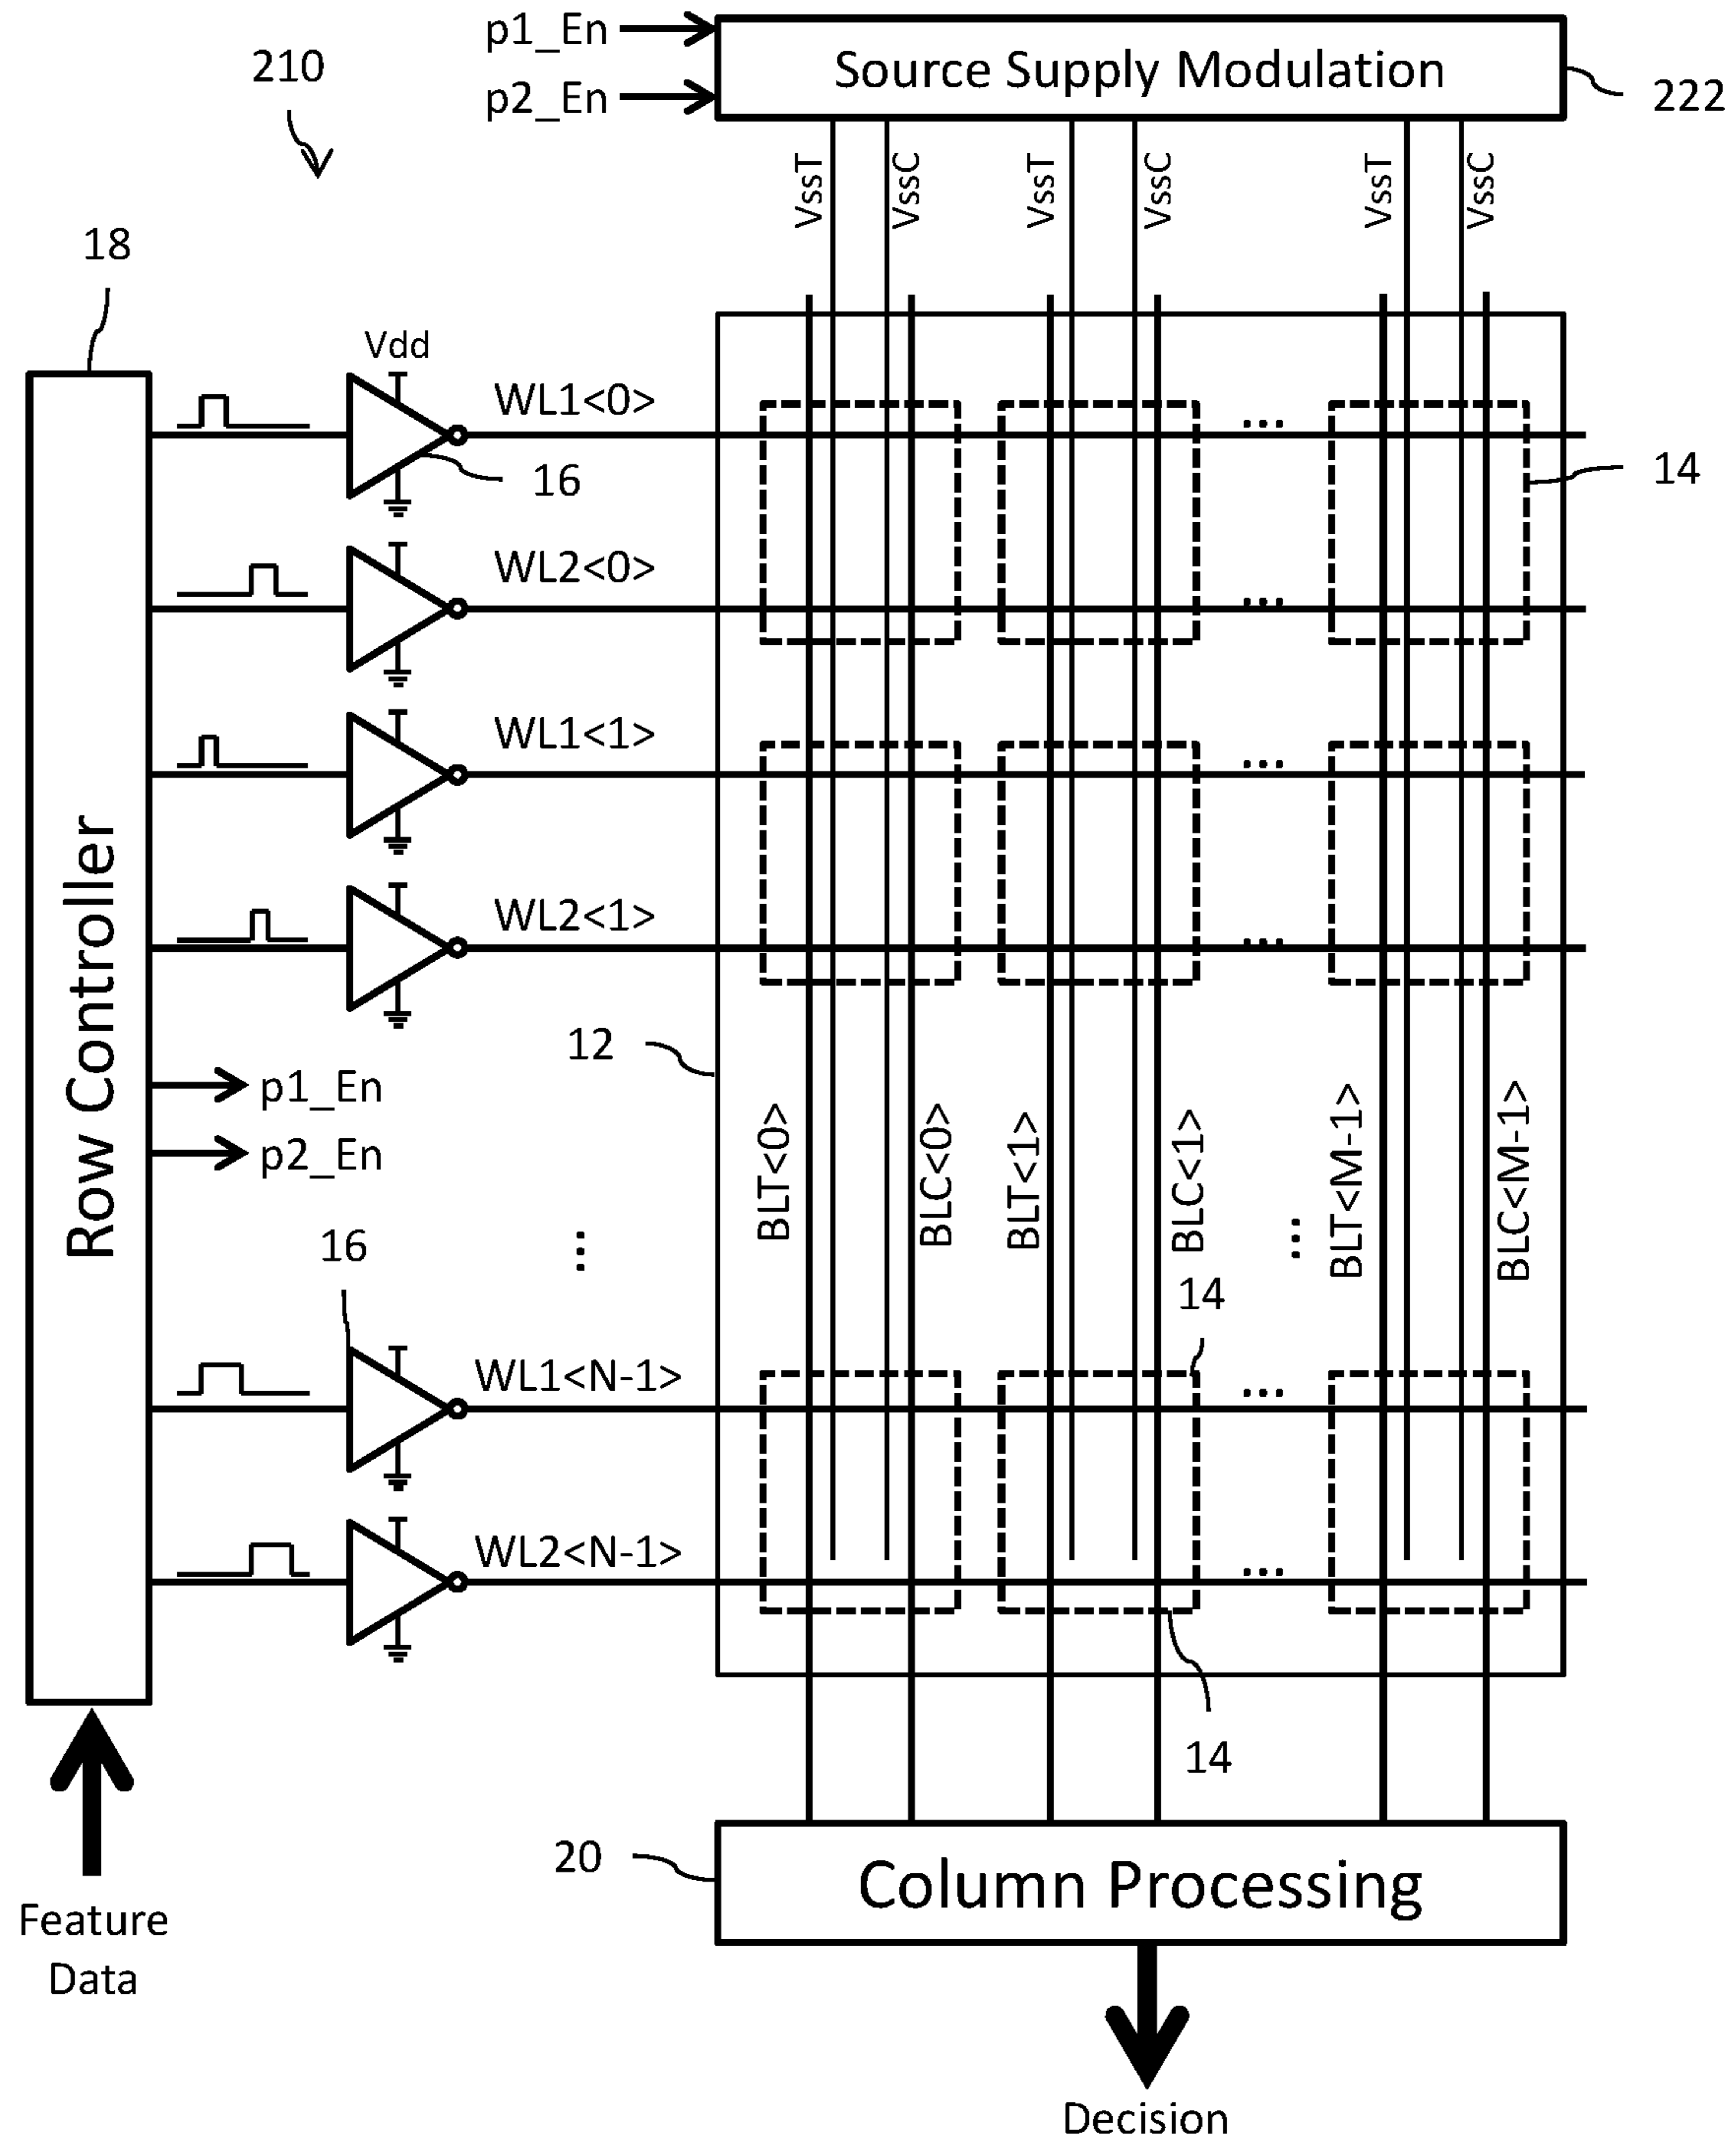 p1_En
210
Source Supply Modulation
p2_En
222
VssT
VssC
VssT
VssC
VssT
VssC
18
Vdd
WL1<0>
16
14
WL2<0>
WL1<1>
WL2<1>
Row Controller
12
p1_En
p2_En
BLT<0>
BLC<0>
BLT<1>
BLC<1>
BLT<M-1>
BLC<M-1>
...
...
...
...
...
16
...
14
WL1<N-1>
...
WL2<N-1>
...
14
20
Column Processing
Feature
Data
Decision